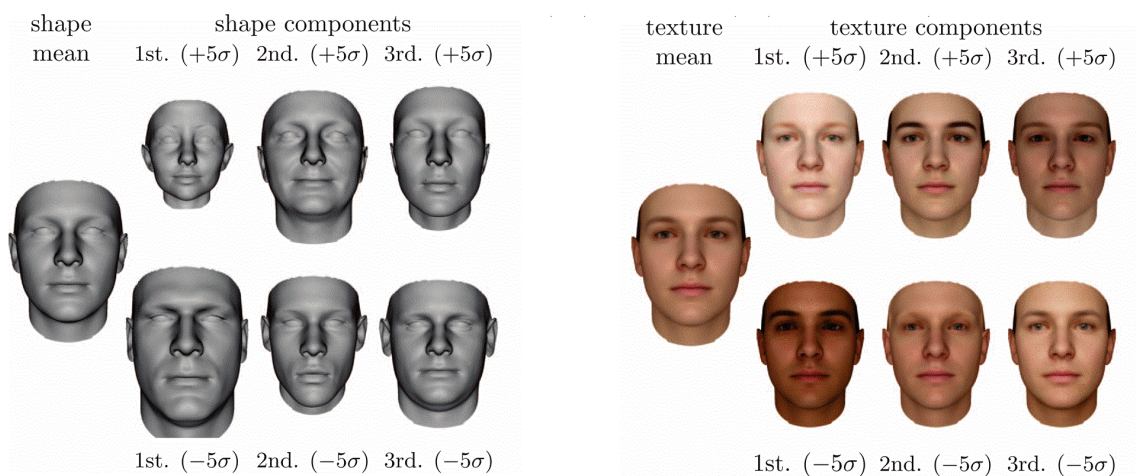 shape shape components
mean 1st. (+5σ) 2nd. (+5σ) 3rd. (+5σ)
1st. (−5σ) 2nd. (−5σ) 3rd. (−5σ)
texture texture components
mean 1st. (+5σ) 2nd. (+5σ) 3rd. (+5σ)
1st. (−5σ) 2nd. (−5σ) 3rd. (−5σ)